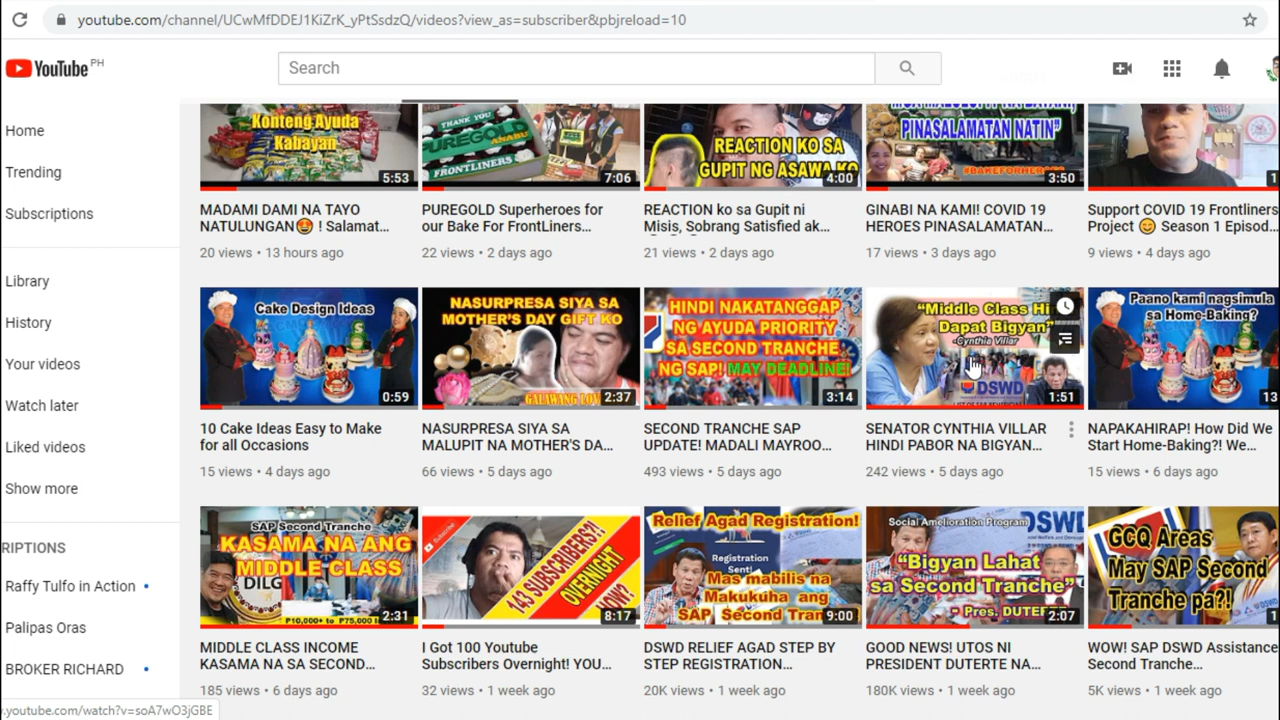 youtube.com/channel/UCwMfDDEJ1KiZrK_yPtSsdzQ/videos?view_as=subscriber&pbjreload=10
YouTube PH
Search
Home
Trending
Subscriptions
Library
History
Your videos
Watch later
Liked videos
Show more
RIPTIONS
Raffy Tulfo in Action
Palipas Oras
BROKER RICHARD
Konteng Ayuda
Kabayan
5:53
MADAMI DAMI NA TAYO
NATULUNGAN🤩 ! Salamat...
20 views • 13 hours ago
THANK YOU
PUREGOLD
ANABU
FRONTLINERS
7:06
PUREGOLD Superheroes for
our Bake For FrontLiners...
22 views • 2 days ago
REACTION KO SA
GUPIT NG ASAWA KO
4:00
REACTION ko sa Gupit ni
Misis, Sobrang Satisfied ak...
21 views • 2 days ago
PINASALAMATAN NATIN"
#BAKEFORHEROES
3:50
GINABI NA KAMI! COVID 19
HEROES PINASALAMATAN...
17 views • 3 days ago
1
Support COVID 19 Frontliners
Project 😊 Season 1 Episod...
9 views • 4 days ago
Cake Design Ideas
0:59
10 Cake Ideas Easy to Make
for all Occasions
15 views • 4 days ago
NASURPRESA SIYA SA
MOTHER'S DAY GIFT KO
GALAWANG
2:37
NASURPRESA SIYA SA
MALUPIT NA MOTHER'S DA...
66 views • 5 days ago
HINDI NAKATANGGAP
NG AYUDA PRIORITY
SA SECOND TRANCHE
NG SAP! MAY DEADLINE!
3:14
SECOND TRANCHE SAP
UPDATE! MADALI MAYROO...
493 views • 5 days ago
"Middle Class Hi
Dapat Bigyan"
-Cynthia Villar
DSWD
1:51
SENATOR CYNTHIA VILLAR
HINDI PABOR NA BIGYAN...
242 views • 5 days ago
Paano kami nagsimula
sa Home-Baking?
13
NAPAKAHIRAP! How Did We
Start Home-Baking?! We...
15 views • 6 days ago
SAP Second Tranche
KASAMA NA ANG
MIDDLE CLASS
DILG
P10,000+ to P75,000
2:31
MIDDLE CLASS INCOME
KASAMA NA SA SECOND...
185 views • 6 days ago
Subscribe
143 SUBSCRIBERS?!
OVERNIGHT
HOW?
8:17
I Got 100 Youtube
Subscribers Overnight! YOU...
32 views • 1 week ago
Relief Agad Registration!
Registration
Sent!
Mas mabilis na
Makukuha ang
SAP Second Tran
9:00
DSWD RELIEF AGAD STEP BY
STEP REGISTRATION...
20K views • 1 week ago
Social Amelioration Program
DSWD
"Bigyan Lahat
sa Second Tranche"
- Pres. DUTER
2:07
GOOD NEWS! UTOS NI
PRESIDENT DUTERTE NA...
180K views • 1 week ago
GCQ Areas
May SAP Second
Tranche pa?!
1
WOW! SAP DSWD Assistance
Second Tranche...
5K views • 1 week ago
.youtube.com/watch?v=soA7wO3jGBE